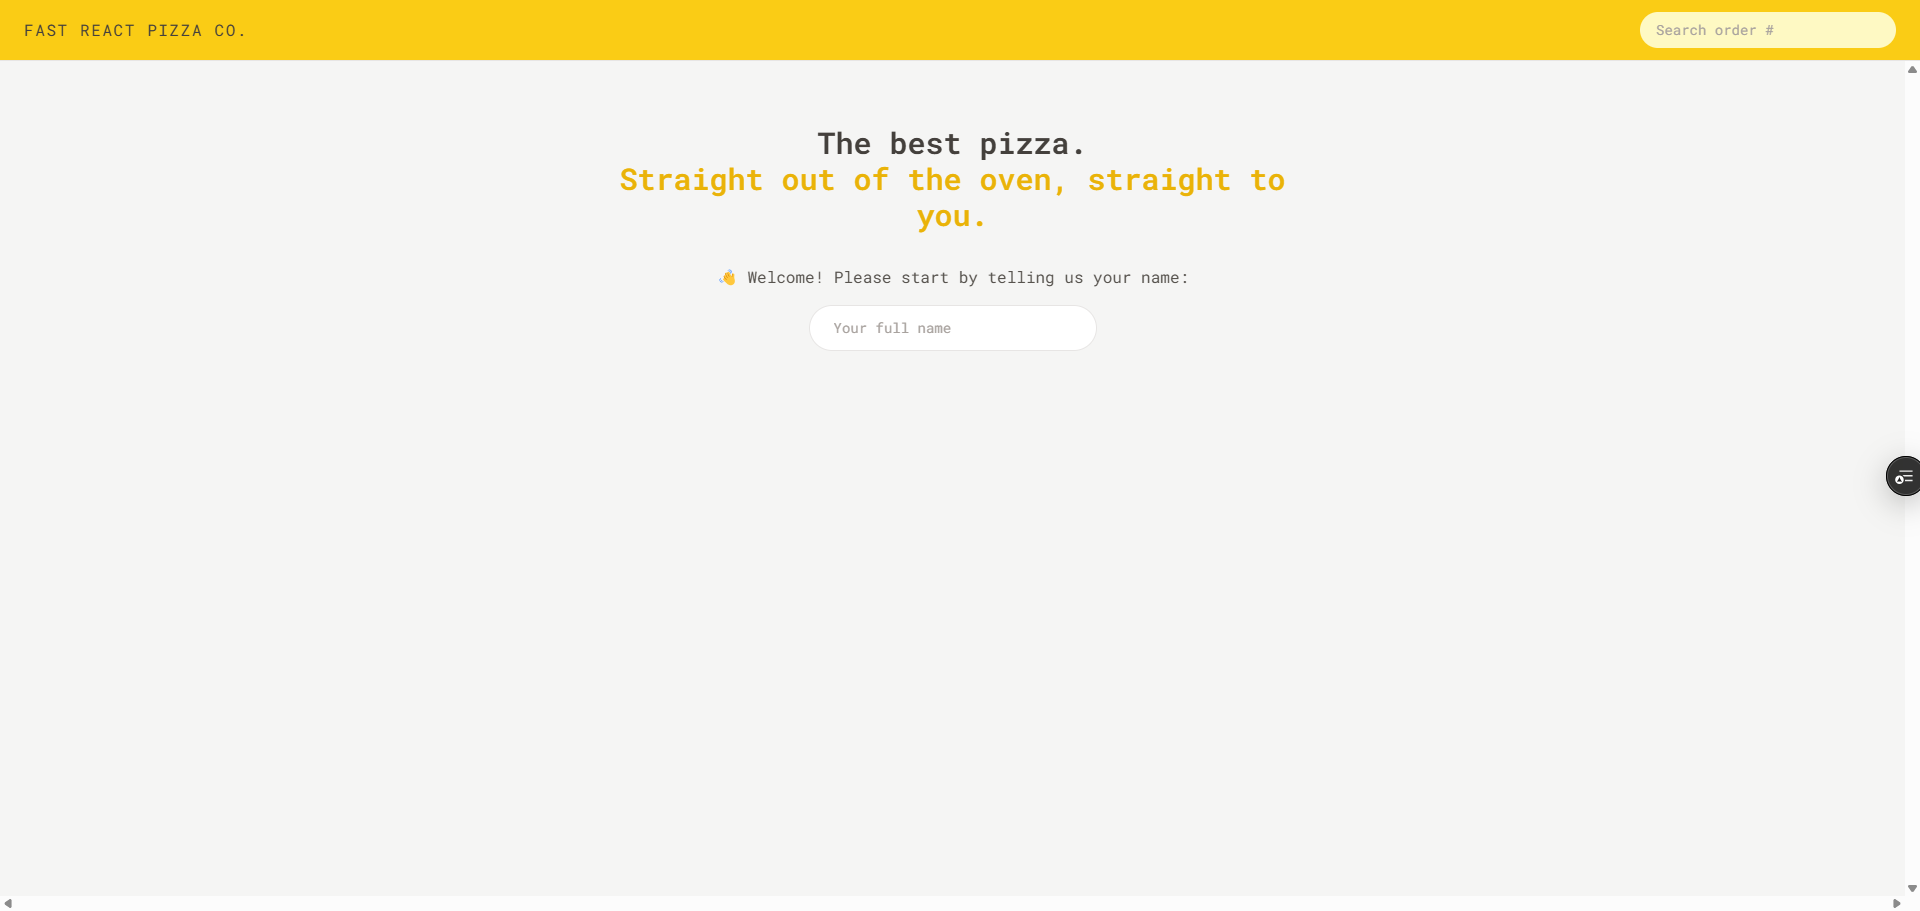 FAST REACT PIZZA CO.
Search order #
The best pizza.
Straight out of the oven, straight to
you.
👋 Welcome! Please start by telling us your name:
Your full name